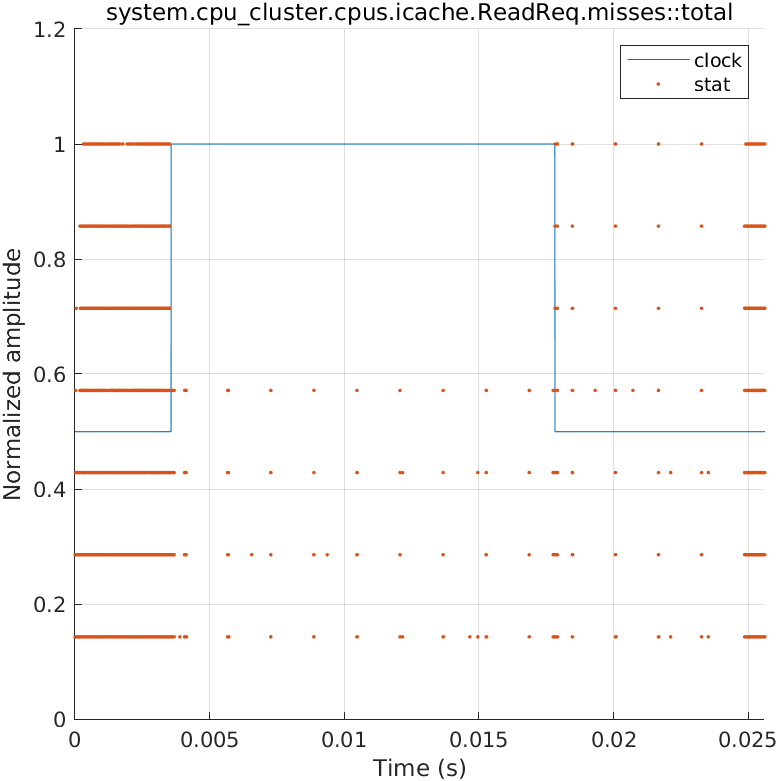 system.cpu_cluster.cpus.icache.ReadReq.misses::total
1.2
1
0.8
0.6
0.4
0.2
0
Normalized amplitude
clock
stat
0
0.005
0.01
0.015
0.02
0.025
Time (s)